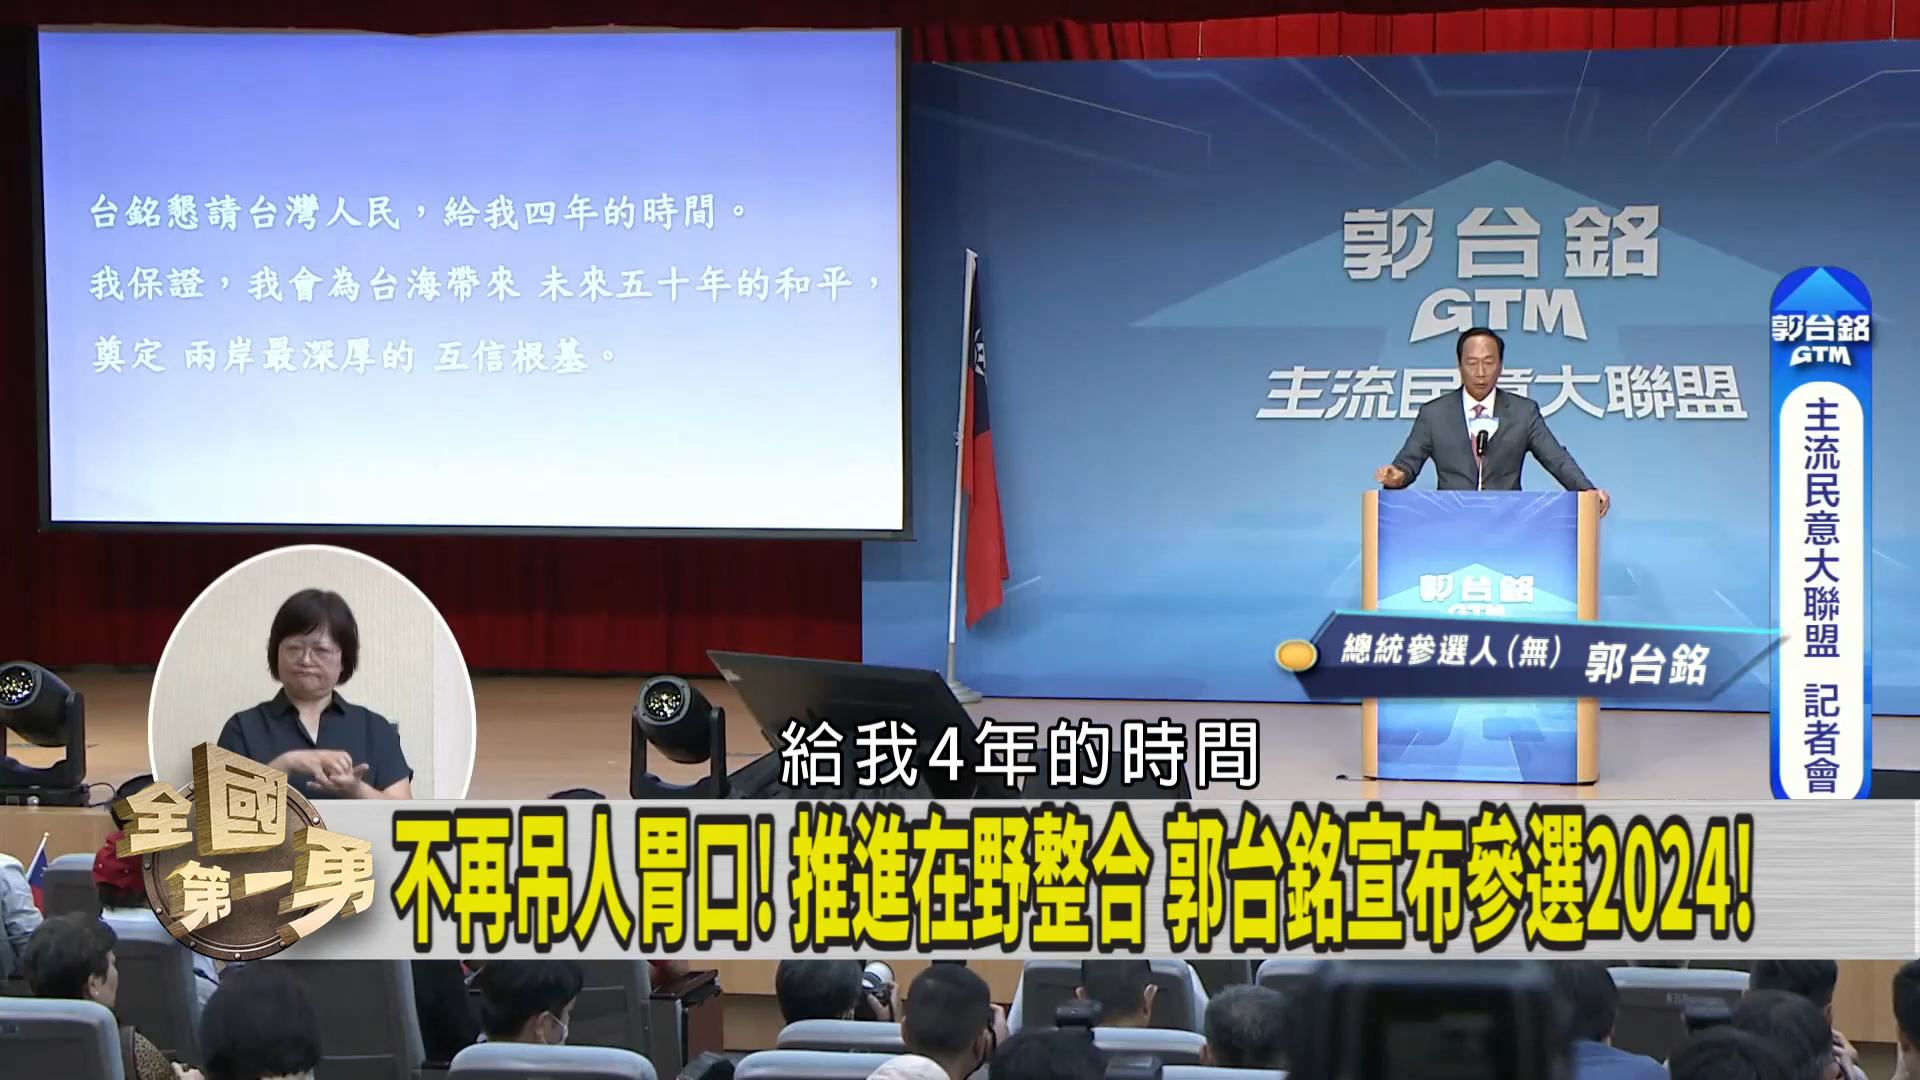 台銘懇請台灣人民，給我四年的時間。
我保證，我會為台海帶來 未來五十年的和平，
奠定 兩岸最深厚的 互信根基。
郭台銘
GTM
主流民意大聯盟
郭台銘
GTM
主流民意大聯盟 記者會
郭台銘
GTM
總統參選人(無) 郭台銘
給我4年的時間
全國第一勇
不再吊人胃口! 推進在野整合 郭台銘宣布參選2024!